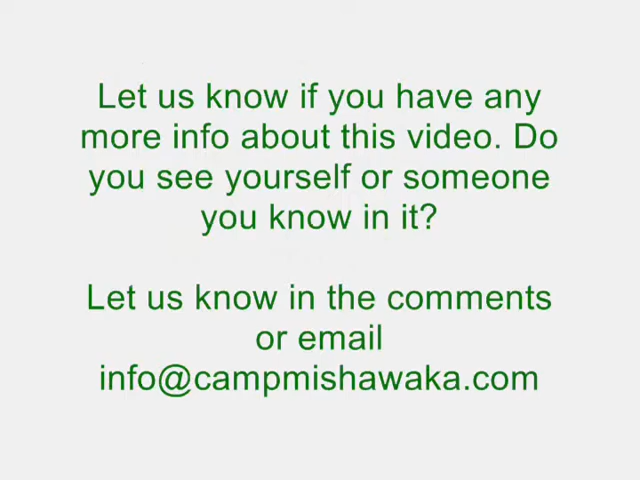 Let us know if you have any
more info about this video. Do
you see yourself or someone
you know in it?
Let us know in the comments
or email
info@campmishawaka.com